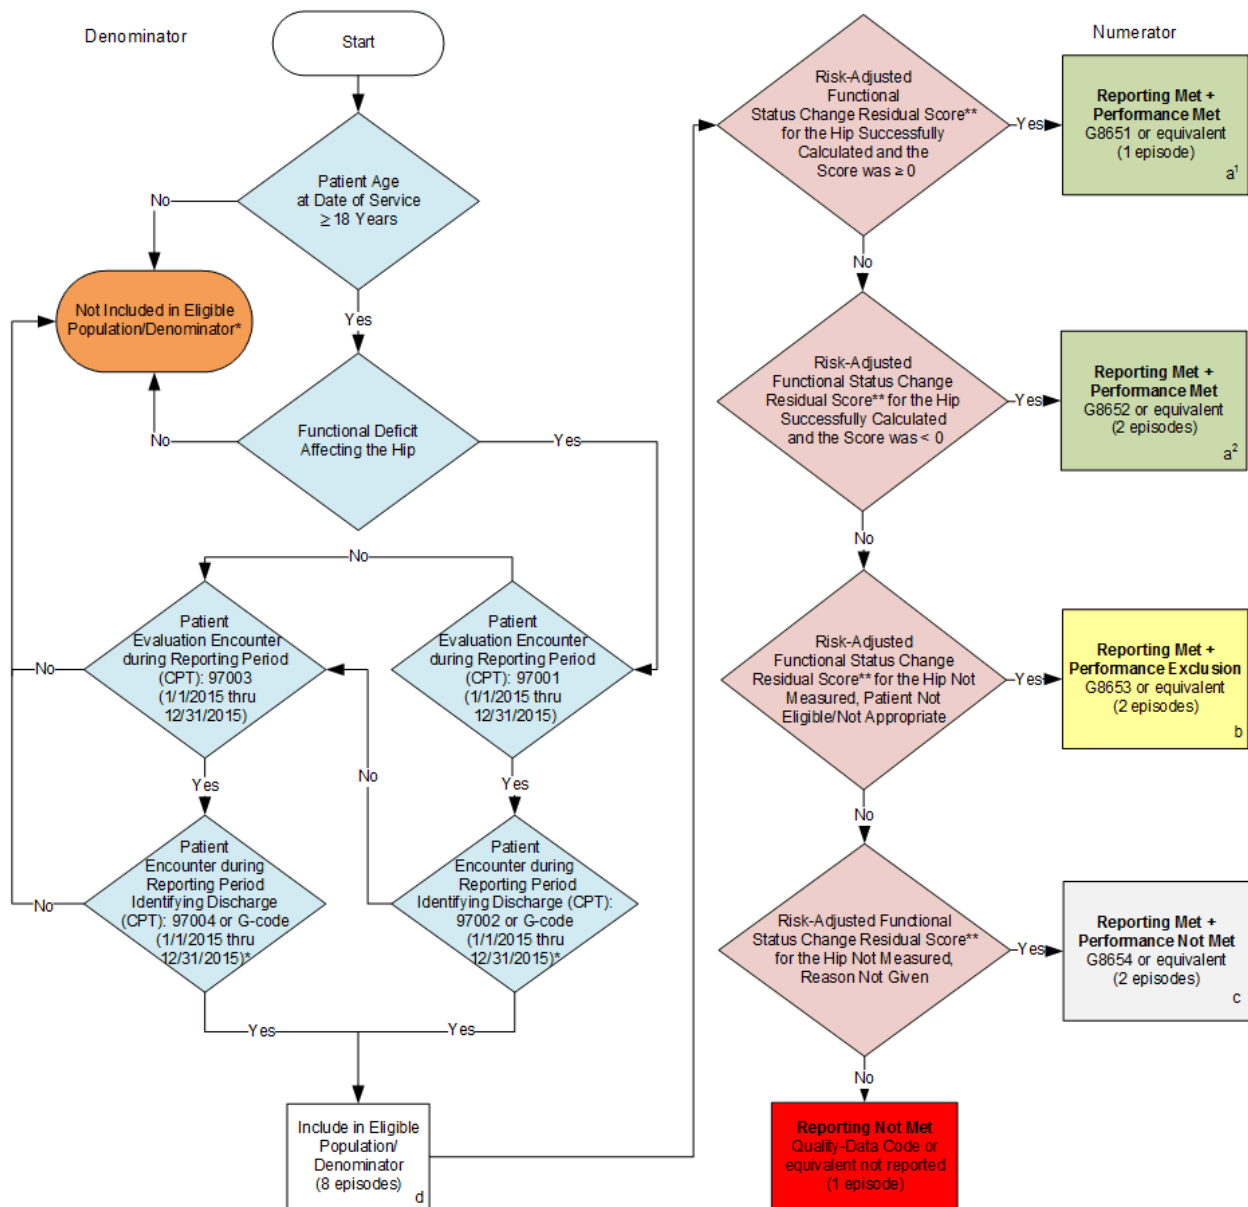 Denominator
Start
Patient Age
at Date of Service
≥ 18 Years
No
Yes
Not Included in Eligible
Population/Denominator*
Functional Deficit
Affecting the Hip
No
Yes
No
Patient
Evaluation Encounter
during Reporting Period
(CPT): 97003
(1/1/2015 thru
12/31/2015)
No
Yes
Patient
Evaluation Encounter
during Reporting Period
(CPT): 97001
(1/1/2015 thru
12/31/2015)
Yes
No
Patient
Encounter during
Reporting Period
Identifying Discharge
(CPT): 97004 or G-code
(1/1/2015 thru
12/31/2015)*
No
Yes
Patient
Encounter during
Reporting Period
Identifying Discharge (CPT):
97002 or G-code
(1/1/2015 thru
12/31/2015)*
Yes
Include in Eligible
Population/
Denominator
(8 episodes)
d
Numerator
Risk-Adjusted
Functional
Status Change Residual Score**
for the Hip Successfully
Calculated and the
Score was ≥ 0
Yes
Reporting Met +
Performance Met
G8651 or equivalent
(1 episode)
a¹
No
Risk-Adjusted
Functional Status Change
Residual Score** for the Hip
Successfully Calculated
and the Score was < 0
Yes
Reporting Met +
Performance Met
G8652 or equivalent
(2 episodes)
a²
No
Risk-Adjusted
Functional Status Change
Residual Score** for the Hip Not
Measured, Patient Not
Eligible/Not Appropriate
Yes
Reporting Met +
Performance Exclusion
G8653 or equivalent
(2 episodes)
b
No
Risk-Adjusted Functional
Status Change Residual Score**
for the Hip Not Measured,
Reason Not Given
Yes
Reporting Met +
Performance Not Met
G8654 or equivalent
(2 episodes)
c
No
Reporting Not Met
Quality-Data Code or
equivalent not reported
(1 episode)